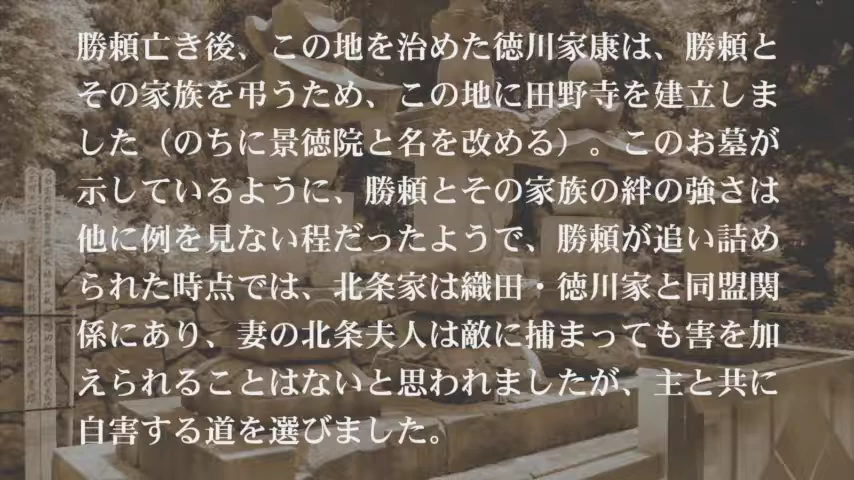 勝頼亡き後、この地を治めた徳川家康は、勝頼と
その家族を弔うため、この地に田野寺を建立しま
した（のちに景徳院と名を改める）。このお墓が
示しているように、勝頼とその家族の絆の強さは
他に例を見ない程だったようで、勝頼が追い詰め
られた時点では、北条家は織田・徳川家と同盟関
係にあり、妻の北条夫人は敵に捕まっても害を加
えられることはないと思われましたが、主と共に
自害する道を選びました。